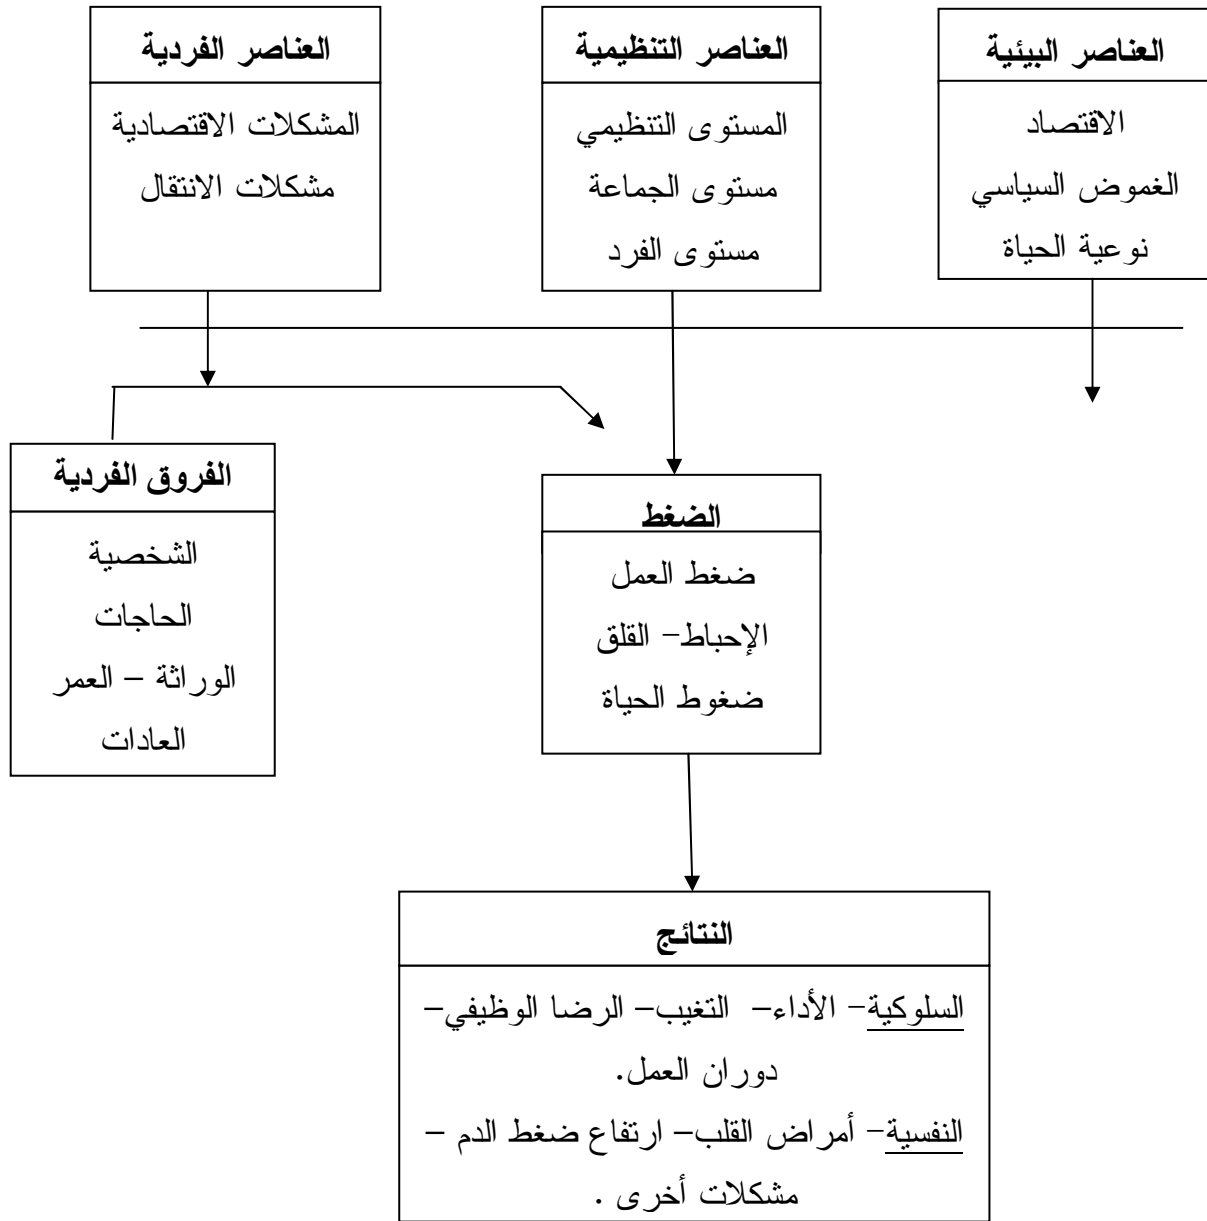 العناصر البيئية
الاقتصاد
الغموض السياسي
نوعية الحياة
العناصر التنظيمية
المستوى التنظيمي
مستوى الجماعة
مستوى الفرد
العناصر الفردية
المشكلات الاقتصادية
مشكلات الانتقال
الفروق الفردية
الشخصية
الحاجات
الوراثة – العمر
العادات
الضغط
ضغط العمل
الإحباط– القلق
ضغوط الحياة
النتائج
السلوكية– الأداء– التغيب– الرضا الوظيفي–
دوران العمل.
النفسية– أمراض القلب– ارتفاع ضغط الدم –
مشكلات أخرى .